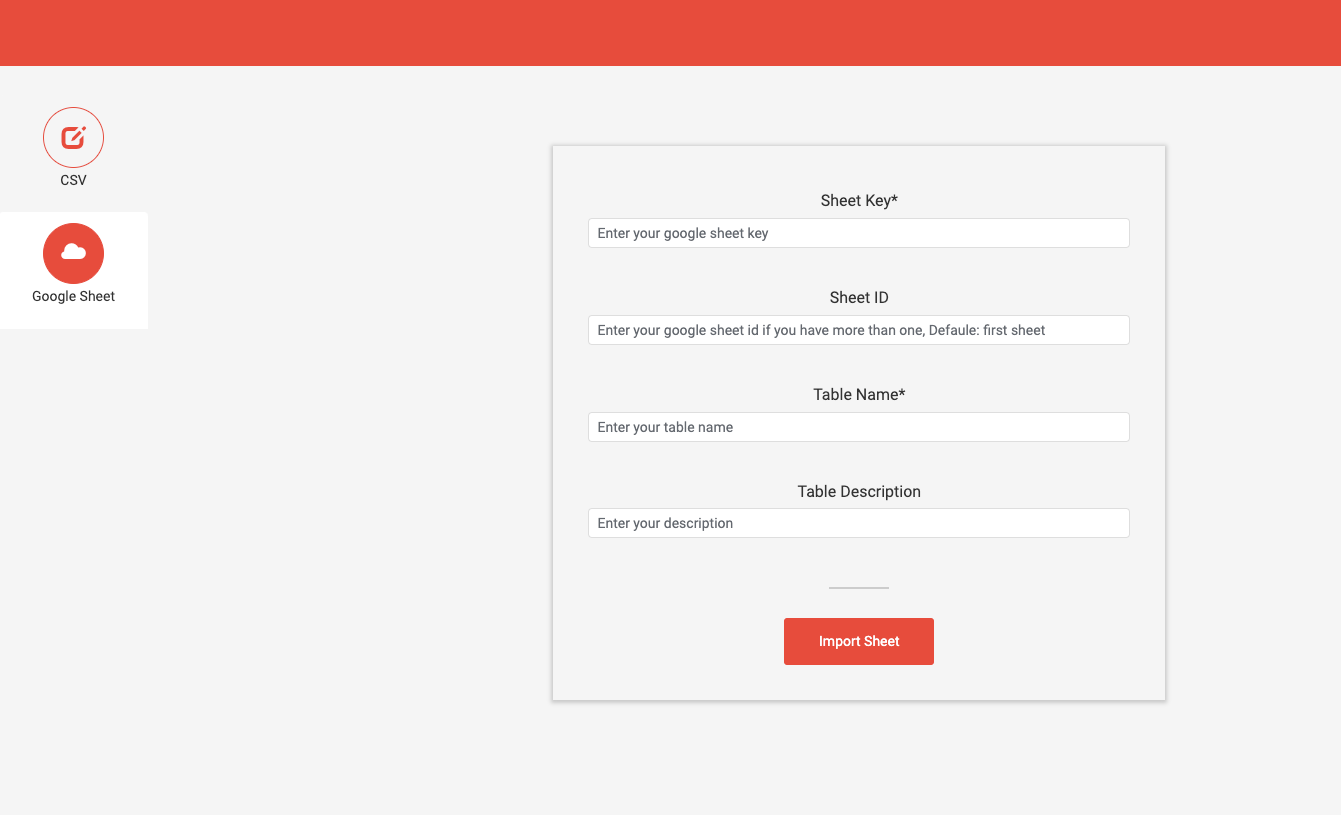 CSV
Google Sheet
Sheet Key*
Enter your google sheet key
Sheet ID
Enter your google sheet id if you have more than one, Defaule: first sheet
Table Name*
Enter your table name
Table Description
Enter your description
Import Sheet